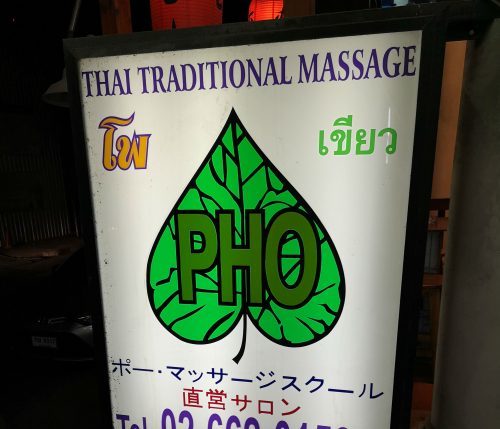 THAI TRADITIONAL MASSAGE
โพ เขียว
PHO
ポー・マッサージスクール
直営サロン
Tel